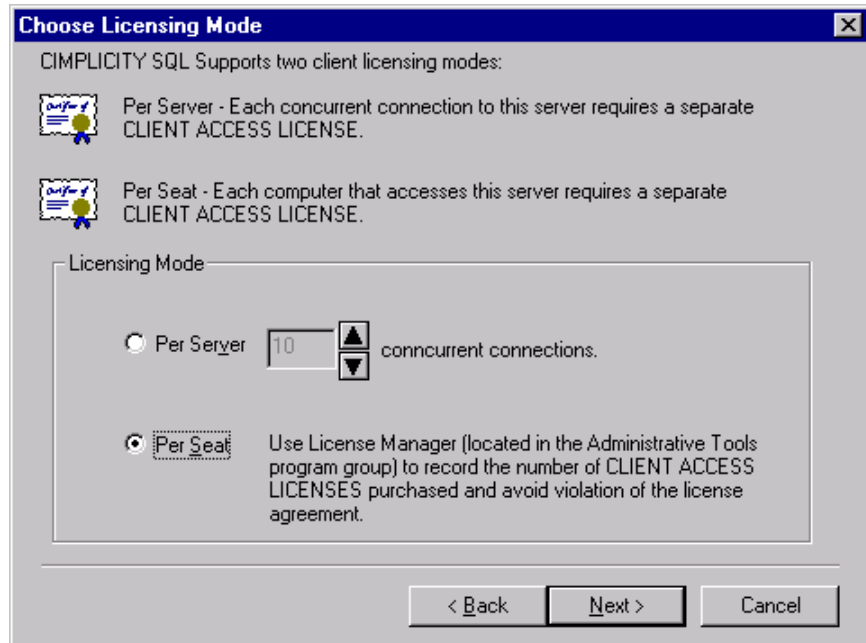 Choose Licensing Mode
CIMPLICITY SQL Supports two client licensing modes:
Per Server - Each concurrent connection to this server requires a separate
CLIENT ACCESS LICENSE.
Per Seat - Each computer that accesses this server requires a separate
CLIENT ACCESS LICENSE.
Licensing Mode
Per Server 10 conncurrent connections.
Per Seat Use License Manager (located in the Administrative Tools
program group) to record the number of CLIENT ACCESS
LICENSES purchased and avoid violation of the license
agreement.
< Back Next > Cancel